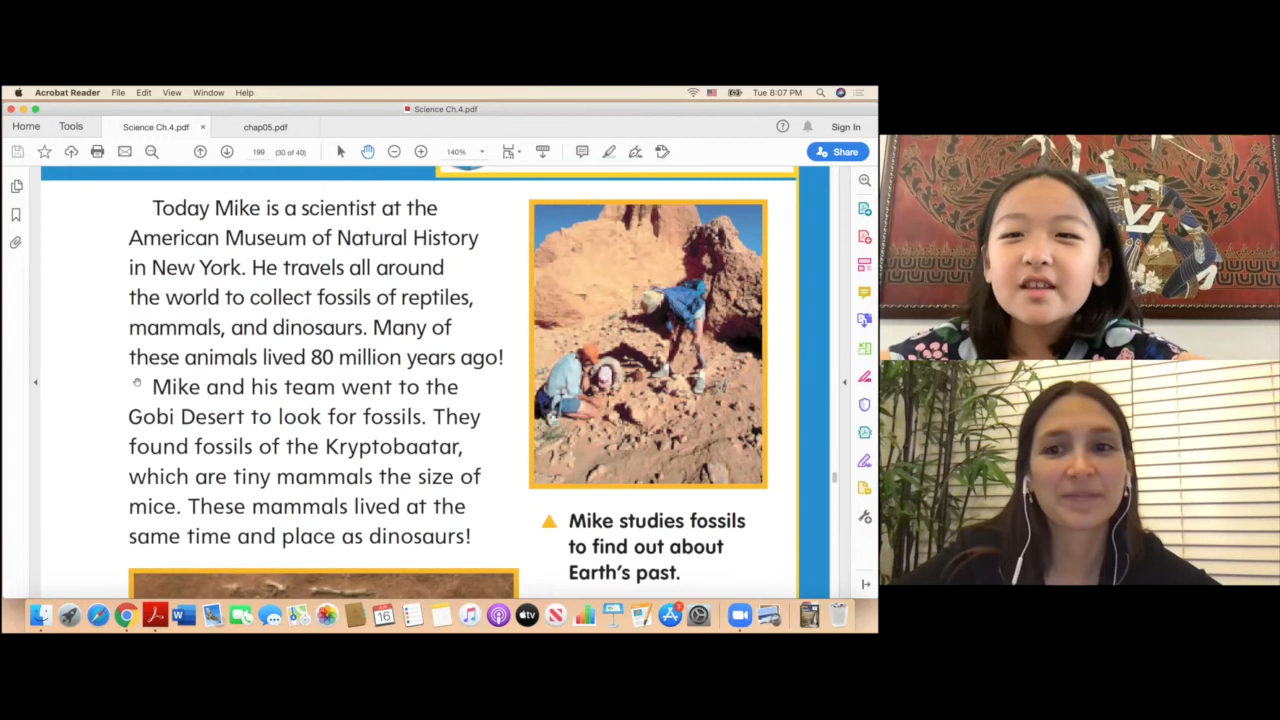 Acrobat Reader File Edit View Window Help Tue 8:07 PM
Science Ch.4.pdf
Home Tools Science Ch.4.pdf × chap05.pdf Sign In
199 (30 of 40) 140% Share
Today Mike is a scientist at the
American Museum of Natural History
in New York. He travels all around
the world to collect fossils of reptiles,
mammals, and dinosaurs. Many of
these animals lived 80 million years ago!
Mike and his team went to the
Gobi Desert to look for fossils. They
found fossils of the Kryptobaatar,
which are tiny mammals the size of
mice. These mammals lived at the
same time and place as dinosaurs!
Mike studies fossils
to find out about
Earth's past.
16